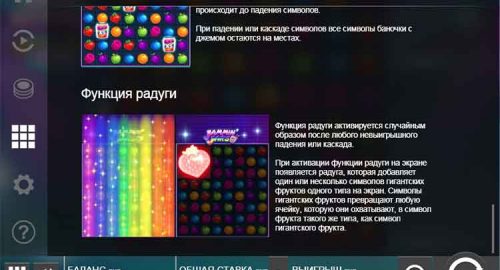 происходит до падения символов.
При падении или каскаде символов все символы баночки с
джемом остаются на местах.
Функция радуги
JAMMIN' JARS
Функция радуги активируется случайным
образом после любого невыигрышного
падения или каскада.
При активации функции радуги на экране
появляется радуга, которая добавляет
один или несколько символов гигантских
фруктов одного типа на экран. Символы
гигантских фруктов превращают любую
ячейку, которую они охватывают, в символ
фрукта такого же типа, как символ
гигантского фрукта.
БАЛАНС ОБЩАЯ СТАВКА ВЫИГРЫШ